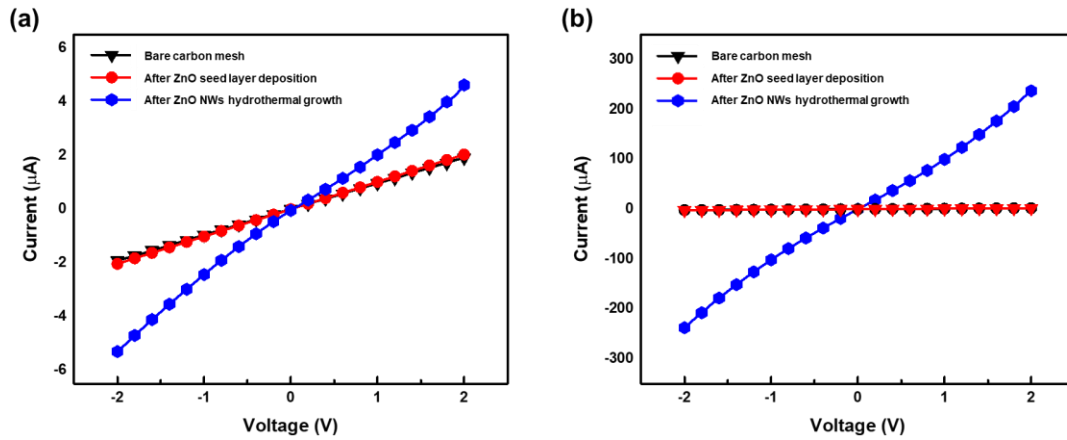 (a)
Current (μA)
6
4
2
0
-2
-4
-6
Bare carbon mesh
After ZnO seed layer deposition
After ZnO NWs hydrothermal growth
-2 -1 0 1 2
Voltage (V)
(b)
Current (μA)
300
200
100
0
-100
-200
-300
Bare carbon mesh
After ZnO seed layer deposition
After ZnO NWs hydrothermal growth
-2 -1 0 1 2
Voltage (V)